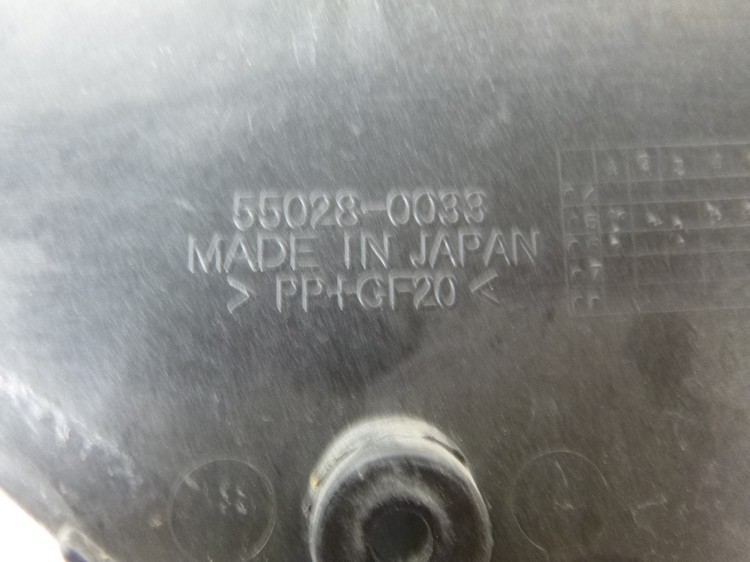 55028-0033
MADE IN JAPAN
> PP+GF20 <